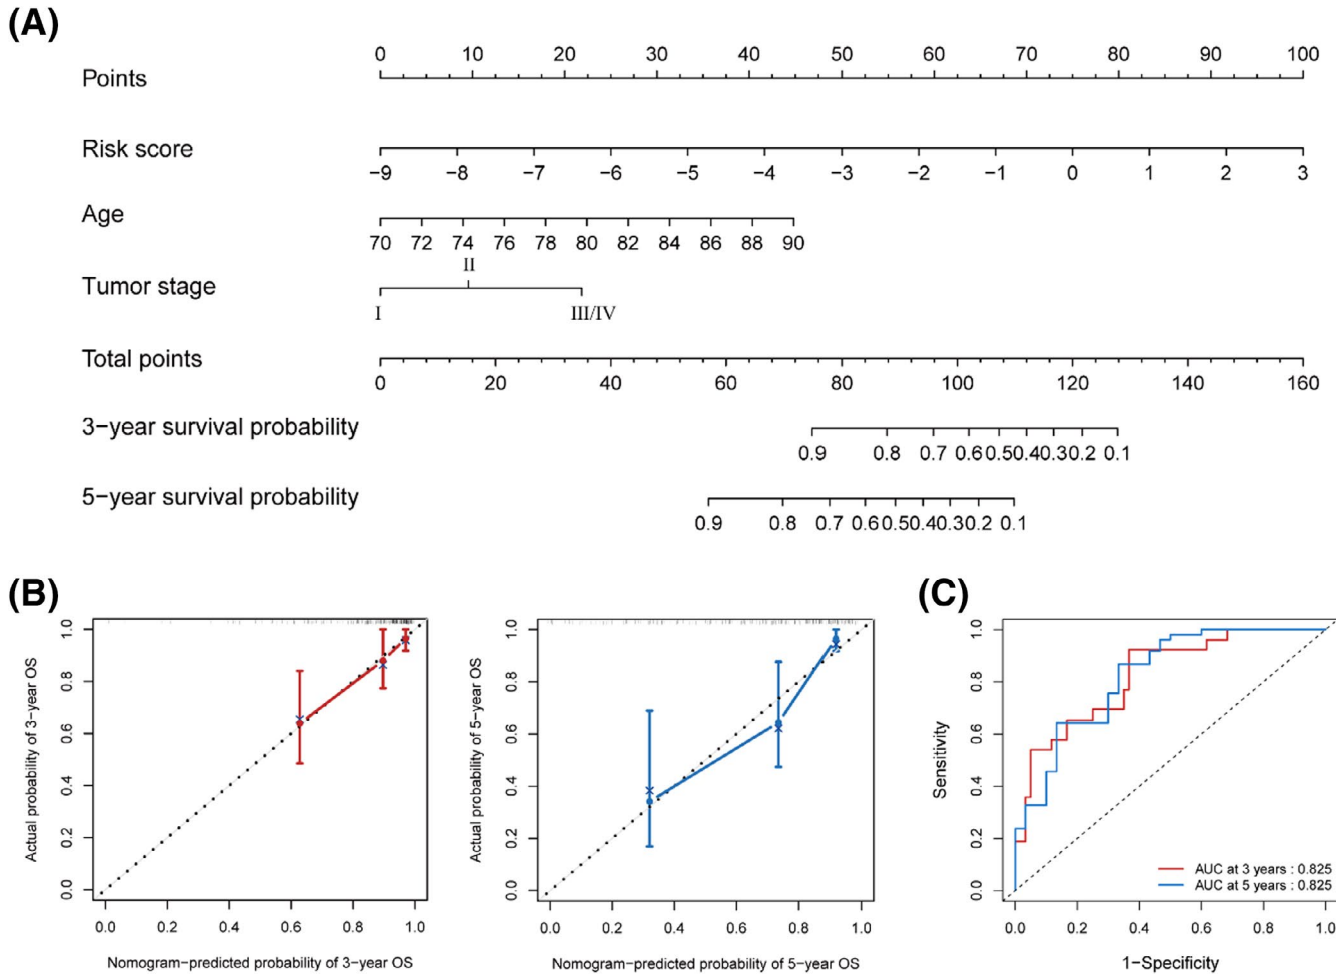 (A)
0 10 20 30 40 50 60 70 80 90 100
Points
Risk score
−9 −8 −7 −6 −5 −4 −3 −2 −1 0 1 2 3
Age
70 72 74 76 78 80 82 84 86 88 90
II
Tumor stage
I III/IV
Total points
0 20 40 60 80 100 120 140 160
3−year survival probability
0.9 0.8 0.7 0.6 0.5 0.4 0.3 0.2 0.1
5−year survival probability
0.9 0.8 0.7 0.6 0.5 0.4 0.3 0.2 0.1
(B)
Actual probability of 3−year OS
1.0
0.8
0.6
0.4
0.2
0.0
0.0 0.2 0.4 0.6 0.8 1.0
Nomogram−predicted probability of 3−year OS
Actual probability of 5−year OS
1.0
0.8
0.6
0.4
0.2
0.0
0.0 0.2 0.4 0.6 0.8 1.0
Nomogram−predicted probability of 5−year OS
(C)
Sensitivity
1.0
0.8
0.6
0.4
0.2
0.0
AUC at 3 years : 0.825
AUC at 5 years : 0.825
0.0 0.2 0.4 0.6 0.8 1.0
1−Specificity